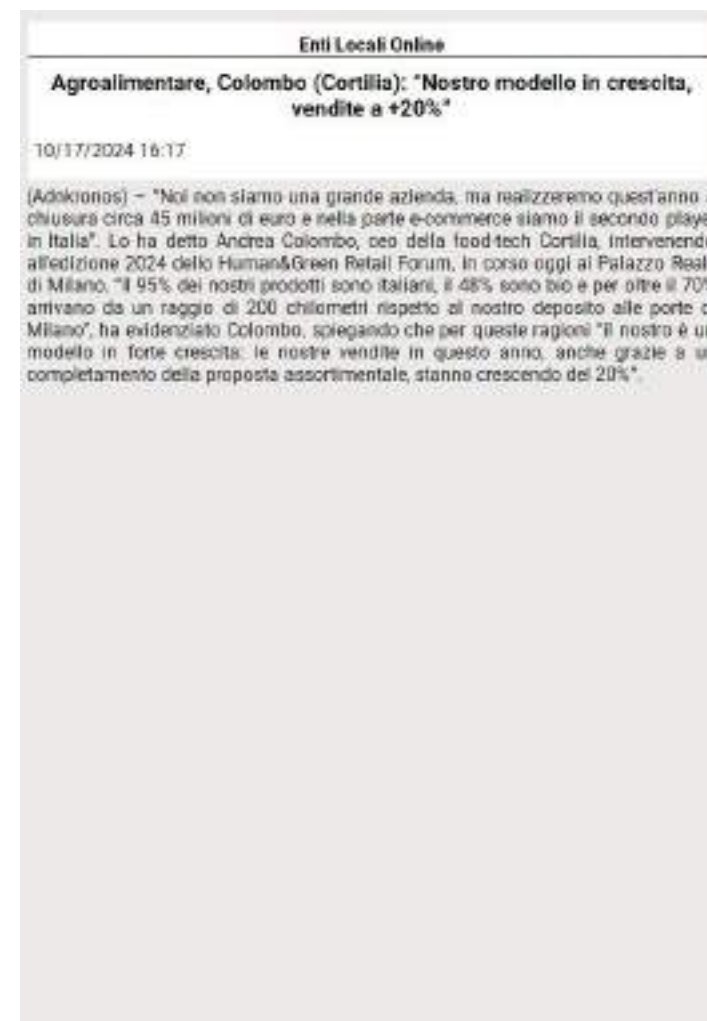 Enti Locali Online
Agroalimentare, Colombo (Cortilia): "Nostro modello in crescita,
vendite a +20%"
10/17/2024 16:17
(Adnkronos) – "Noi non siamo una grande azienda, ma realizzeremo quest'anno a
chiusura circa 45 milioni di euro e nella parte e-commerce siamo il secondo playe
in Italia". Lo ha detto Andrea Colombo, ceo della food-tech Cortilia, intervenend
all'edizione 2024 dello Human&Green Retail Forum, in corso oggi al Palazzo Real
di Milano. "Il 95% dei nostri prodotti sono italiani, il 48% sono bio e per oltre il 70%
arrivano da un raggio di 200 chilometri rispetto al nostro deposito alle porte d
Milano", ha evidenziato Colombo, spiegando che per queste ragioni "il nostro è un
modello in forte crescita: le nostre vendite in questo anno, anche grazie a un
completamento della proposta assortimentale, stanno crescendo del 20%".